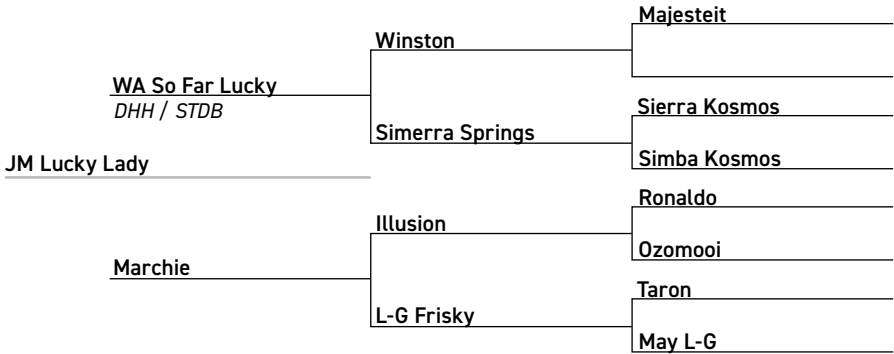 Majesteit
Winston
WA So Far Lucky
DHH / STDB
Sierra Kosmos
Simerra Springs
Simba Kosmos
JM Lucky Lady
Ronaldo
Illusion
Ozomooi
Marchie
Taron
L-G Frisky
May L-G